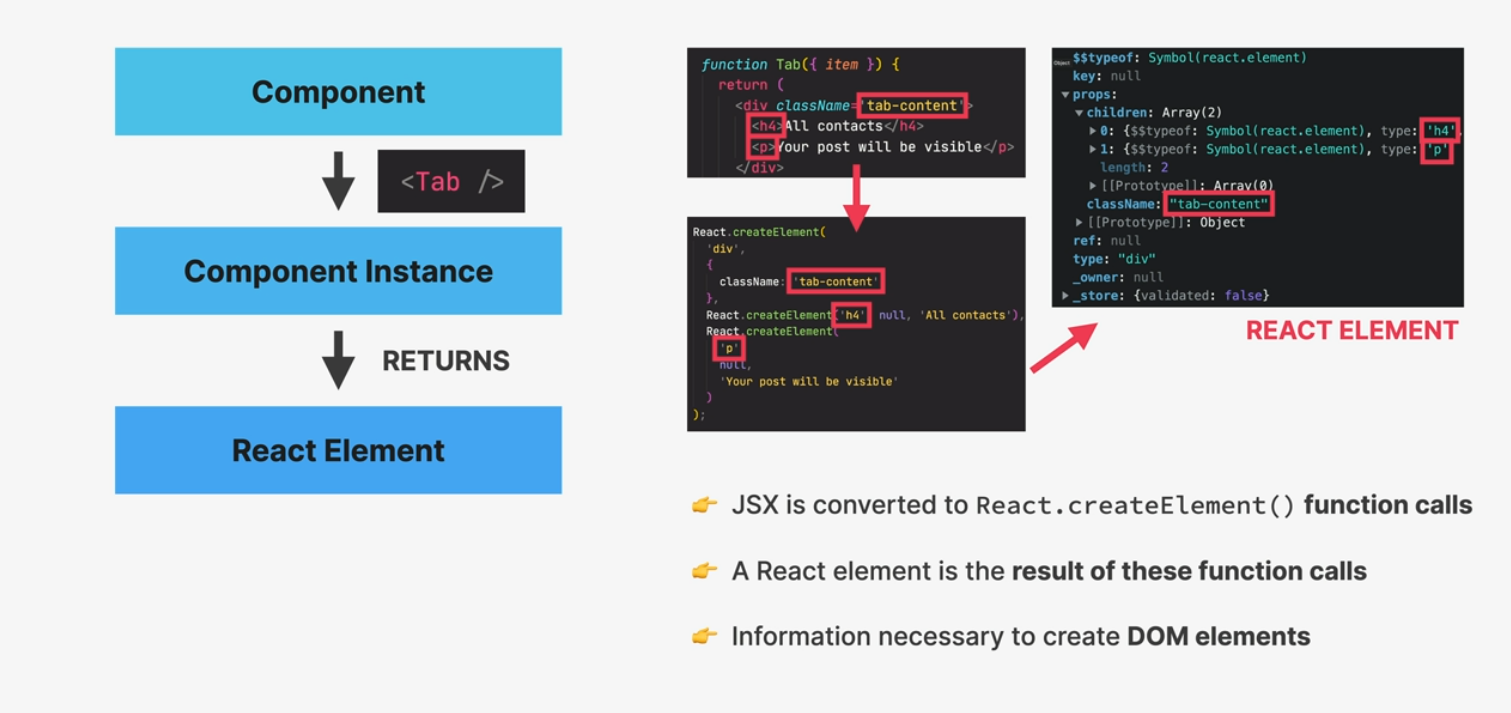 Component
<Tab />
Component Instance
RETURNS
React Element
function Tab({ item }) {
return (
<div className='tab-content'>
<h4>All contacts</h4>
<p>Your post will be visible</p>
</div>
React.createElement(
'div',
{
className: 'tab-content'
},
React.createElement('h4' null, 'All contacts'),
React.createElement(
'p'
null,
'Your post will be visible'
)
);
Object
$$typeof: Symbol(react.element)
key: null
▼props:
▼children: Array(2)
▶0: {$$typeof: Symbol(react.element), type: 'h4',
▶1: {$$typeof: Symbol(react.element), type: 'p'
length: 2
▶[[Prototype]]: Array(0)
className: "tab-content"
▶[[Prototype]]: Object
ref: null
type: "div"
_owner: null
▶_store: {validated: false}
REACT ELEMENT
👉 JSX is converted to React.createElement() function calls
👉 A React element is the result of these function calls
👉 Information necessary to create DOM elements